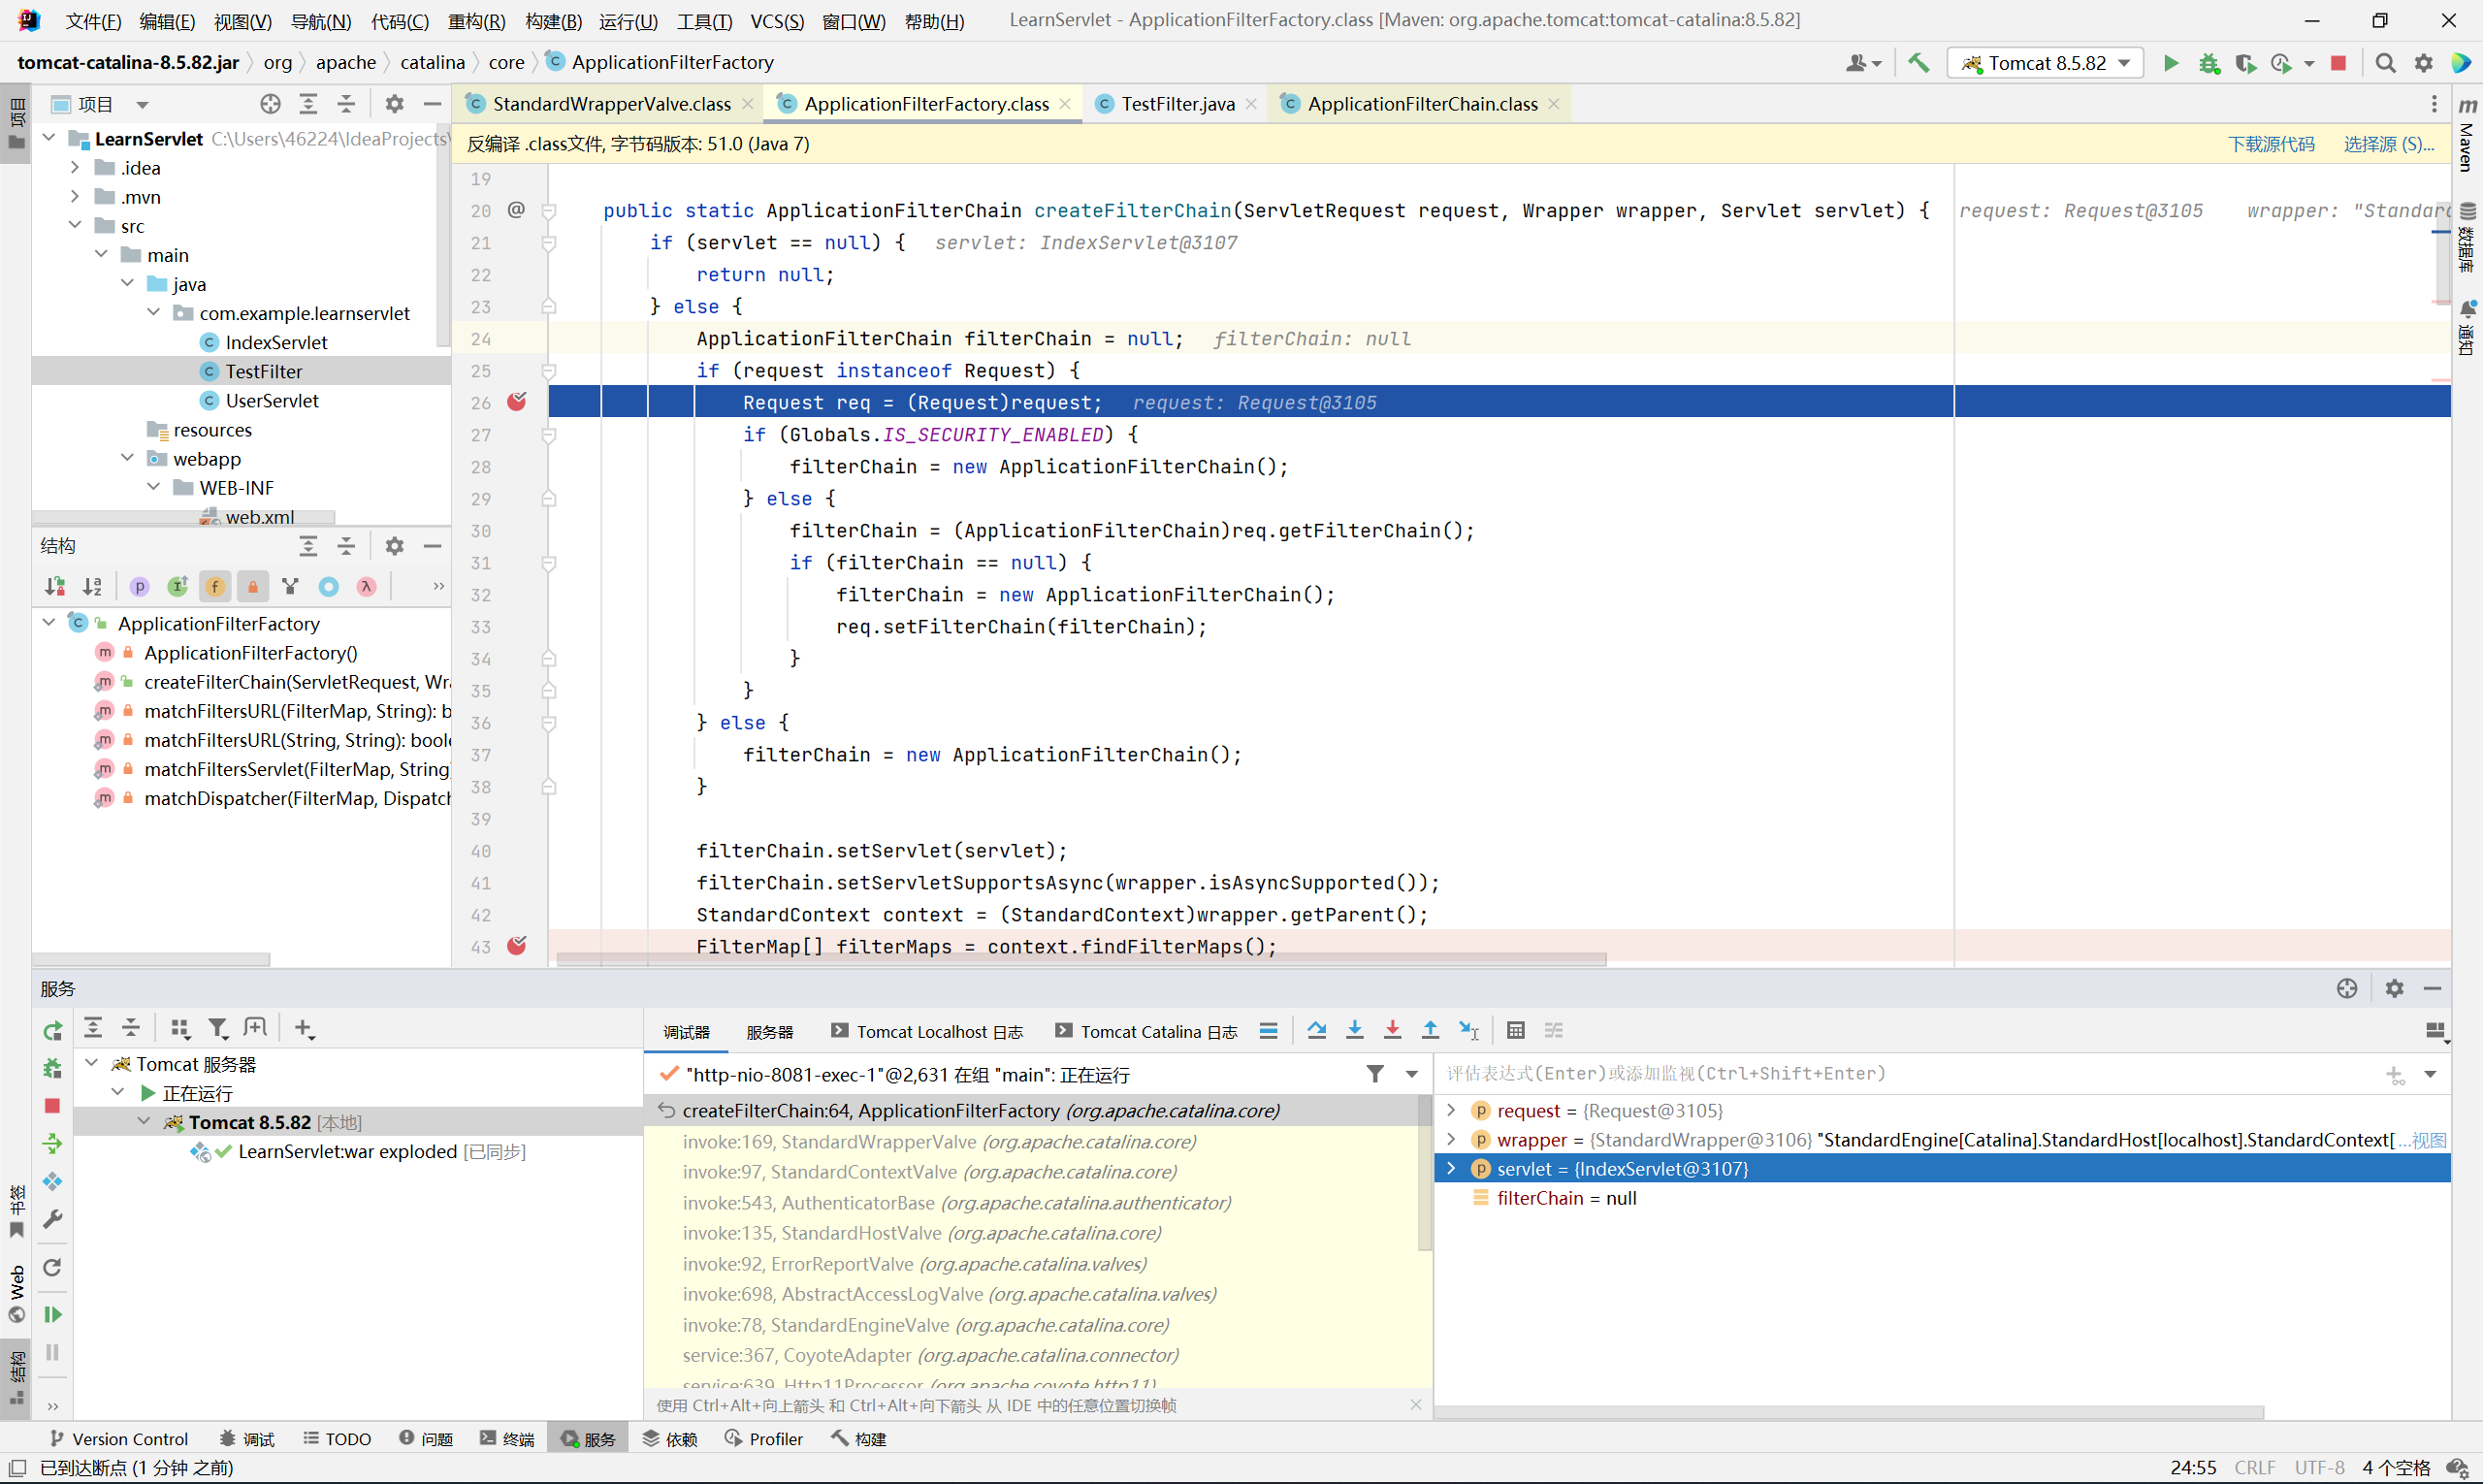 文件(F) 编辑(E) 视图(V) 导航(N) 代码(C) 重构(R) 构建(B) 运行(U) 工具(T) VCS(S) 窗口(W) 帮助(H) LearnServlet - ApplicationFilterFactory.class [Maven: org.apache.tomcat:tomcat-catalina:8.5.82]
tomcat-catalina-8.5.82.jar org apache catalina core ApplicationFilterFactory Tomcat 8.5.82
项目
StandardWrapperValve.class ApplicationFilterFactory.class TestFilter.java ApplicationFilterChain.class
反编译 .class文件, 字节码版本: 51.0 (Java 7) 下载源代码 选择源 (S)...
项目
LearnServlet C:\Users\46224\IdeaProjects\
.idea
.mvn
src
main
java
com.example.learnservlet
IndexServlet
TestFilter
UserServlet
resources
webapp
WEB-INF
web.xml
结构
ApplicationFilterFactory
ApplicationFilterFactory()
createFilterChain(ServletRequest, Wr
matchFiltersURL(FilterMap, String): b
matchFiltersURL(String, String): boole
matchFiltersServlet(FilterMap, String)
matchDispatcher(FilterMap, Dispatch
19
20 @ public static ApplicationFilterChain createFilterChain(ServletRequest request, Wrapper wrapper, Servlet servlet) { request: Request@3105 wrapper: "Standard
21 if (servlet == null) { servlet: IndexServlet@3107
22 return null;
23 } else {
24 ApplicationFilterChain filterChain = null; filterChain: null
25 if (request instanceof Request) {
26 Request req = (Request)request; request: Request@3105
27 if (Globals.IS_SECURITY_ENABLED) {
28 filterChain = new ApplicationFilterChain();
29 } else {
30 filterChain = (ApplicationFilterChain)req.getFilterChain();
31 if (filterChain == null) {
32 filterChain = new ApplicationFilterChain();
33 req.setFilterChain(filterChain);
34 }
35 }
36 } else {
37 filterChain = new ApplicationFilterChain();
38 }
39
40 filterChain.setServlet(servlet);
41 filterChain.setServletSupportsAsync(wrapper.isAsyncSupported());
42 StandardContext context = (StandardContext)wrapper.getParent();
43 FilterMap[] filterMaps = context.findFilterMaps();
Maven
数据库
通知
服务
Tomcat 服务器
正在运行
Tomcat 8.5.82 [本地]
LearnServlet:war exploded [已同步]
书签
Web
结构
调试器 服务器 Tomcat Localhost 日志 Tomcat Catalina 日志
"http-nio-8081-exec-1"@2,631 在组 "main": 正在运行
createFilterChain:64, ApplicationFilterFactory (org.apache.catalina.core)
invoke:169, StandardWrapperValve (org.apache.catalina.core)
invoke:97, StandardContextValve (org.apache.catalina.core)
invoke:543, AuthenticatorBase (org.apache.catalina.authenticator)
invoke:135, StandardHostValve (org.apache.catalina.core)
invoke:92, ErrorReportValve (org.apache.catalina.valves)
invoke:698, AbstractAccessLogValve (org.apache.catalina.valves)
invoke:78, StandardEngineValve (org.apache.catalina.core)
service:367, CoyoteAdapter (org.apache.catalina.connector)
service:639, Http11Processor (org.apache.coyote.http11)
使用 Ctrl+Alt+向上箭头 和 Ctrl+Alt+向下箭头 从 IDE 中的任意位置切换帧
评估表达式(Enter)或添加监视(Ctrl+Shift+Enter)
request = {Request@3105}
wrapper = {StandardWrapper@3106} "StandardEngine[Catalina].StandardHost[localhost].StandardContext[ ...视图
servlet = {IndexServlet@3107}
filterChain = null
Version Control 调试 TODO 问题 终端 服务 依赖 Profiler 构建
已到达断点 (1 分钟 之前) 24:55 CRLF UTF-8 4 个空格